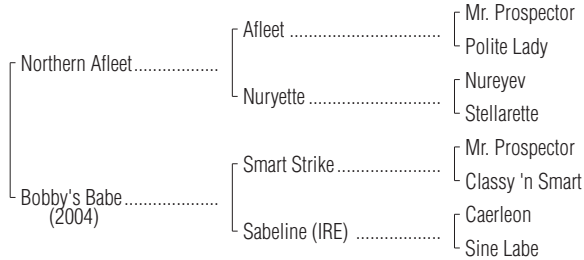 Mr. Prospector
Afleet
Polite Lady
Northern Afleet
Nureyev
Nuryette
Stellarette
Mr. Prospector
Smart Strike
Classy 'n Smart
Bobby's Babe
(2004)
Caerleon
Sabeline (IRE)
Sine Labe